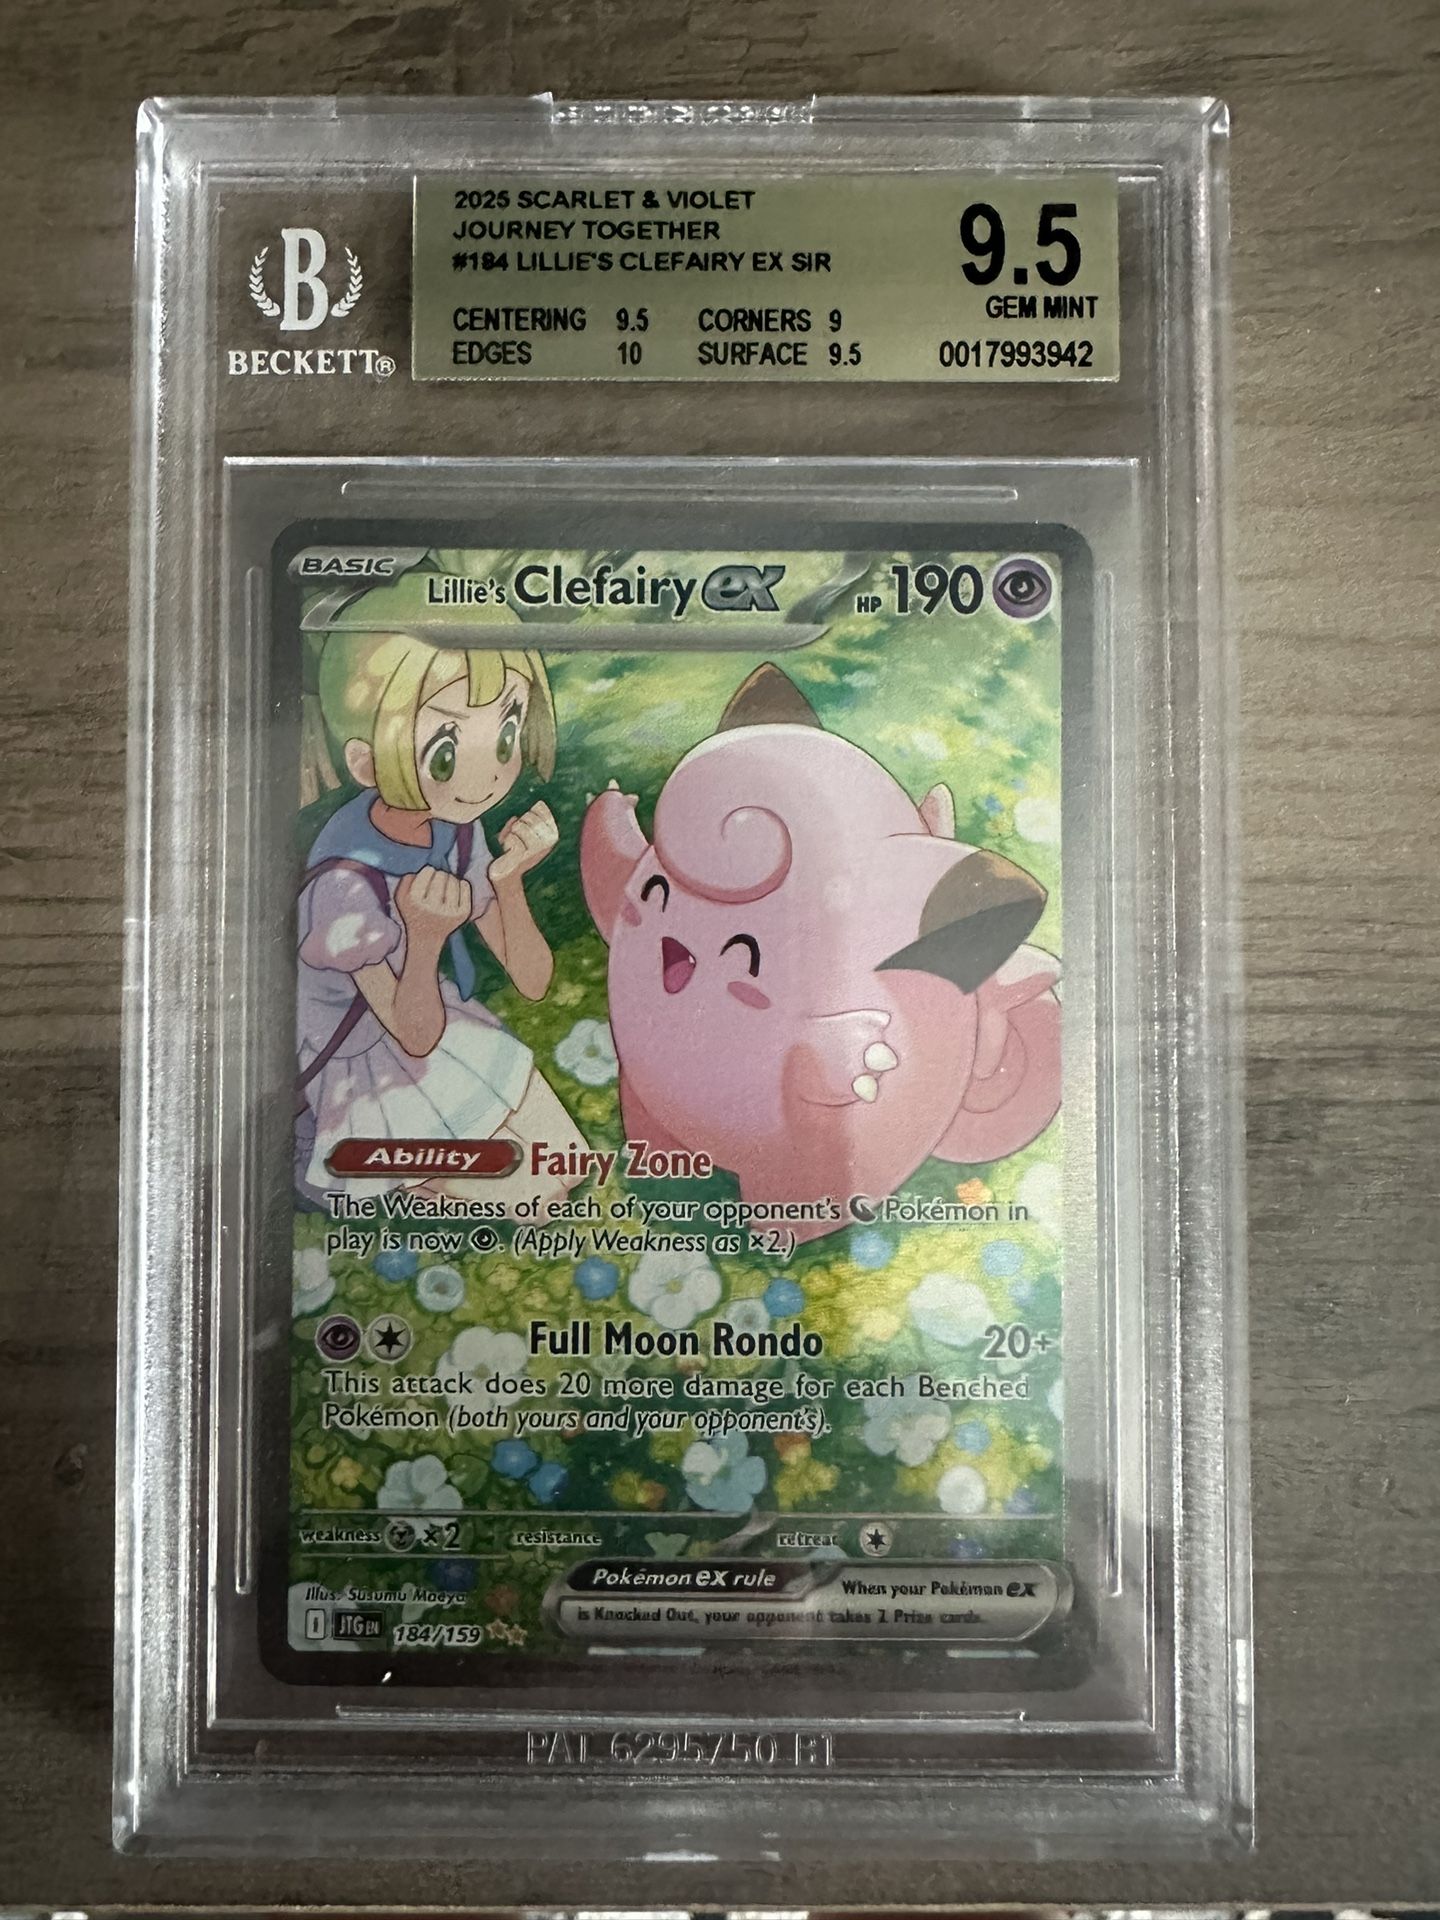 2025 SCARLET & VIOLET
JOURNEY TOGETHER
#184 LILLIE'S CLEFAIRY EX SIR
9.5
GEM MINT
CENTERING 9.5 CORNERS 9
EDGES 10 SURFACE 9.5
0017993942
B
BECKETT®
BASIC
Lillie's Clefairy ex HP 190
Ability Fairy Zone
The Weakness of each of your opponent's Pokémon in
play is now . (Apply Weakness as ×2.)
Full Moon Rondo 20+
This attack does 20 more damage for each Benched
Pokémon (both yours and your opponent's).
weakness ×2 resistance retreat
Illus. Susumu Maeya
Pokémon ex rule When your Pokémon ex
is Knocked Out, your opponent takes 2 Prize cards.
I JTG EN 184/159
PAT 6295750 B1